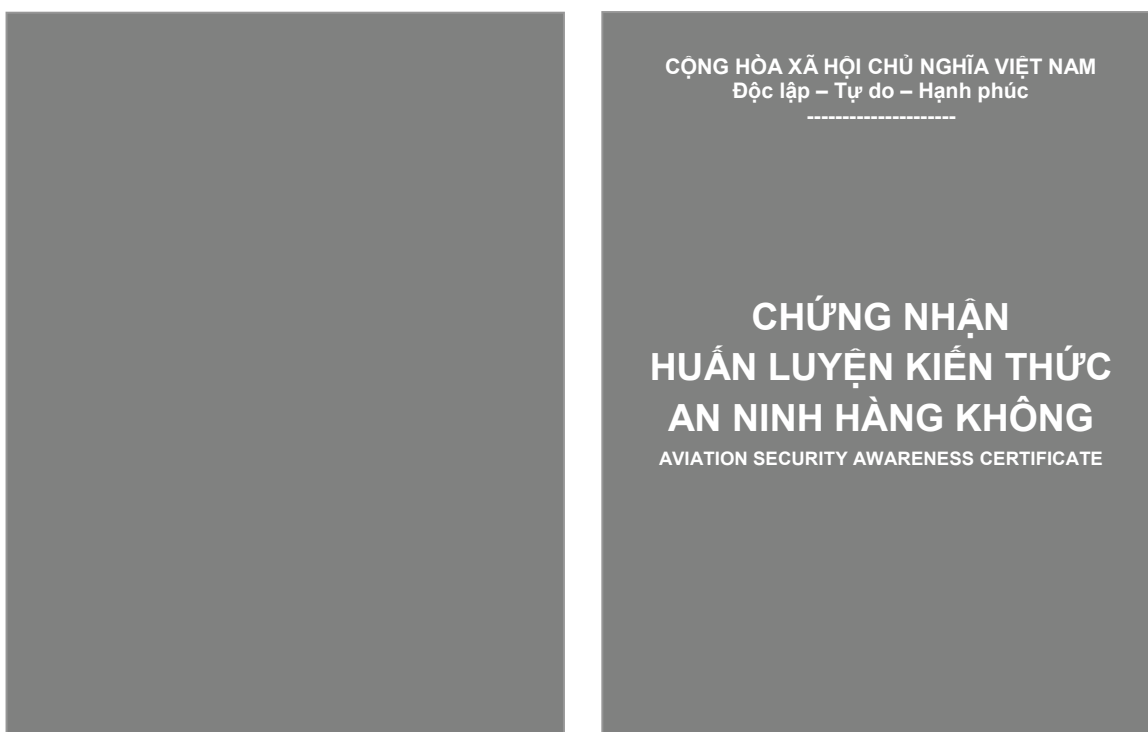 CỘNG HÒA XÃ HỘI CHỦ NGHĨA VIỆT NAM
Độc lập – Tự do – Hạnh phúc
---------------------
CHỨNG NHẬN
HUẤN LUYỆN KIẾN THỨC
AN NINH HÀNG KHÔNG
AVIATION SECURITY AWARENESS CERTIFICATE